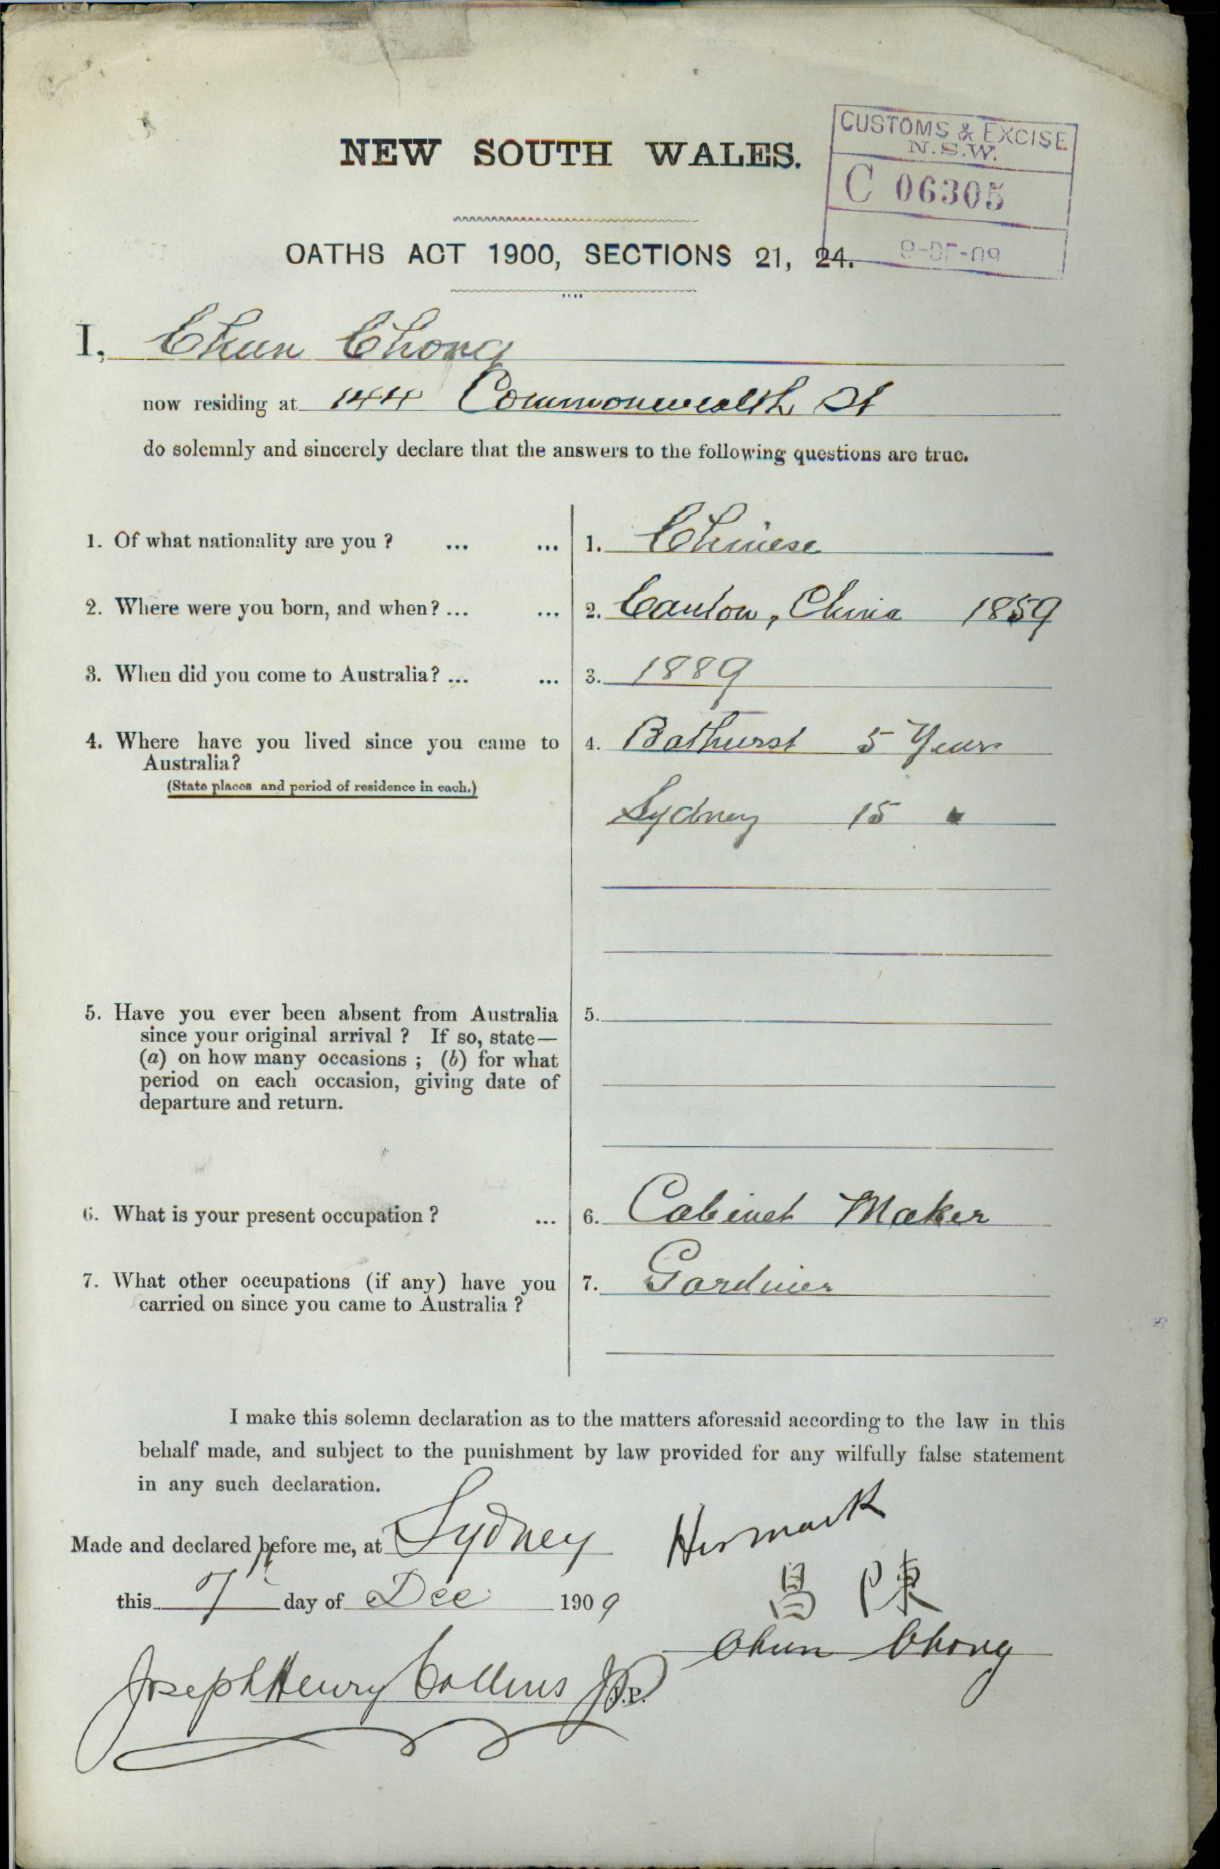 NEW SOUTH WALES.
CUSTOMS & EXCISE
N.S.W.
C 06305
9-DE-09
OATHS ACT 1900, SECTIONS 21, 24.
I, Chun Chong
now residing at 144 Commonwealth St
do solemnly and sincerely declare that the answers to the following questions are true.
1. Of what nationality are you ? ... ... 1. Chinese
2. Where were you born, and when ? ... ... 2. Canton, China 1859
3. When did you come to Australia ? ... ... 3. 1889
4. Where have you lived since you came to 4. Bathurst 5 Years
Australia?
(State places and period of residence in each.)
Sydney 15 "
5. Have you ever been absent from Australia 5.
since your original arrival ? If so, state—
(a) on how many occasions ; (b) for what
period on each occasion, giving date of
departure and return.
6. What is your present occupation ? ... 6. Cabinet Maker
7. What other occupations (if any) have you 7. Gardiner
carried on since you came to Australia ?
I make this solemn declaration as to the matters aforesaid according to the law in this
behalf made, and subject to the punishment by law provided for any wilfully false statement
in any such declaration.
Made and declared before me, at Sydney His mark
this 7th day of Dec 1909 昌 陳
Chun Chong
Joseph Henry Collins JP J.P.